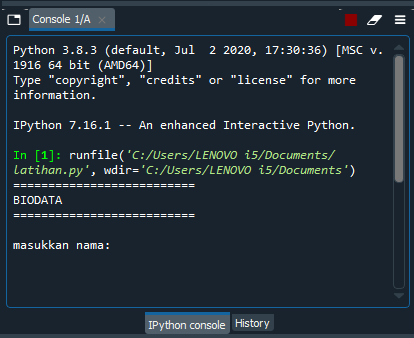 Console 1/A
Python 3.8.3 (default, Jul  2 2020, 17:30:36) [MSC v.
1916 64 bit (AMD64)]
Type "copyright", "credits" or "license" for more
information.
IPython 7.16.1 -- An enhanced Interactive Python.
In [1]: runfile('C:/Users/LENOVO i5/Documents/
latihan.py', wdir='C:/Users/LENOVO i5/Documents')
==========================
BIODATA
==========================
masukkan nama:
IPython console History